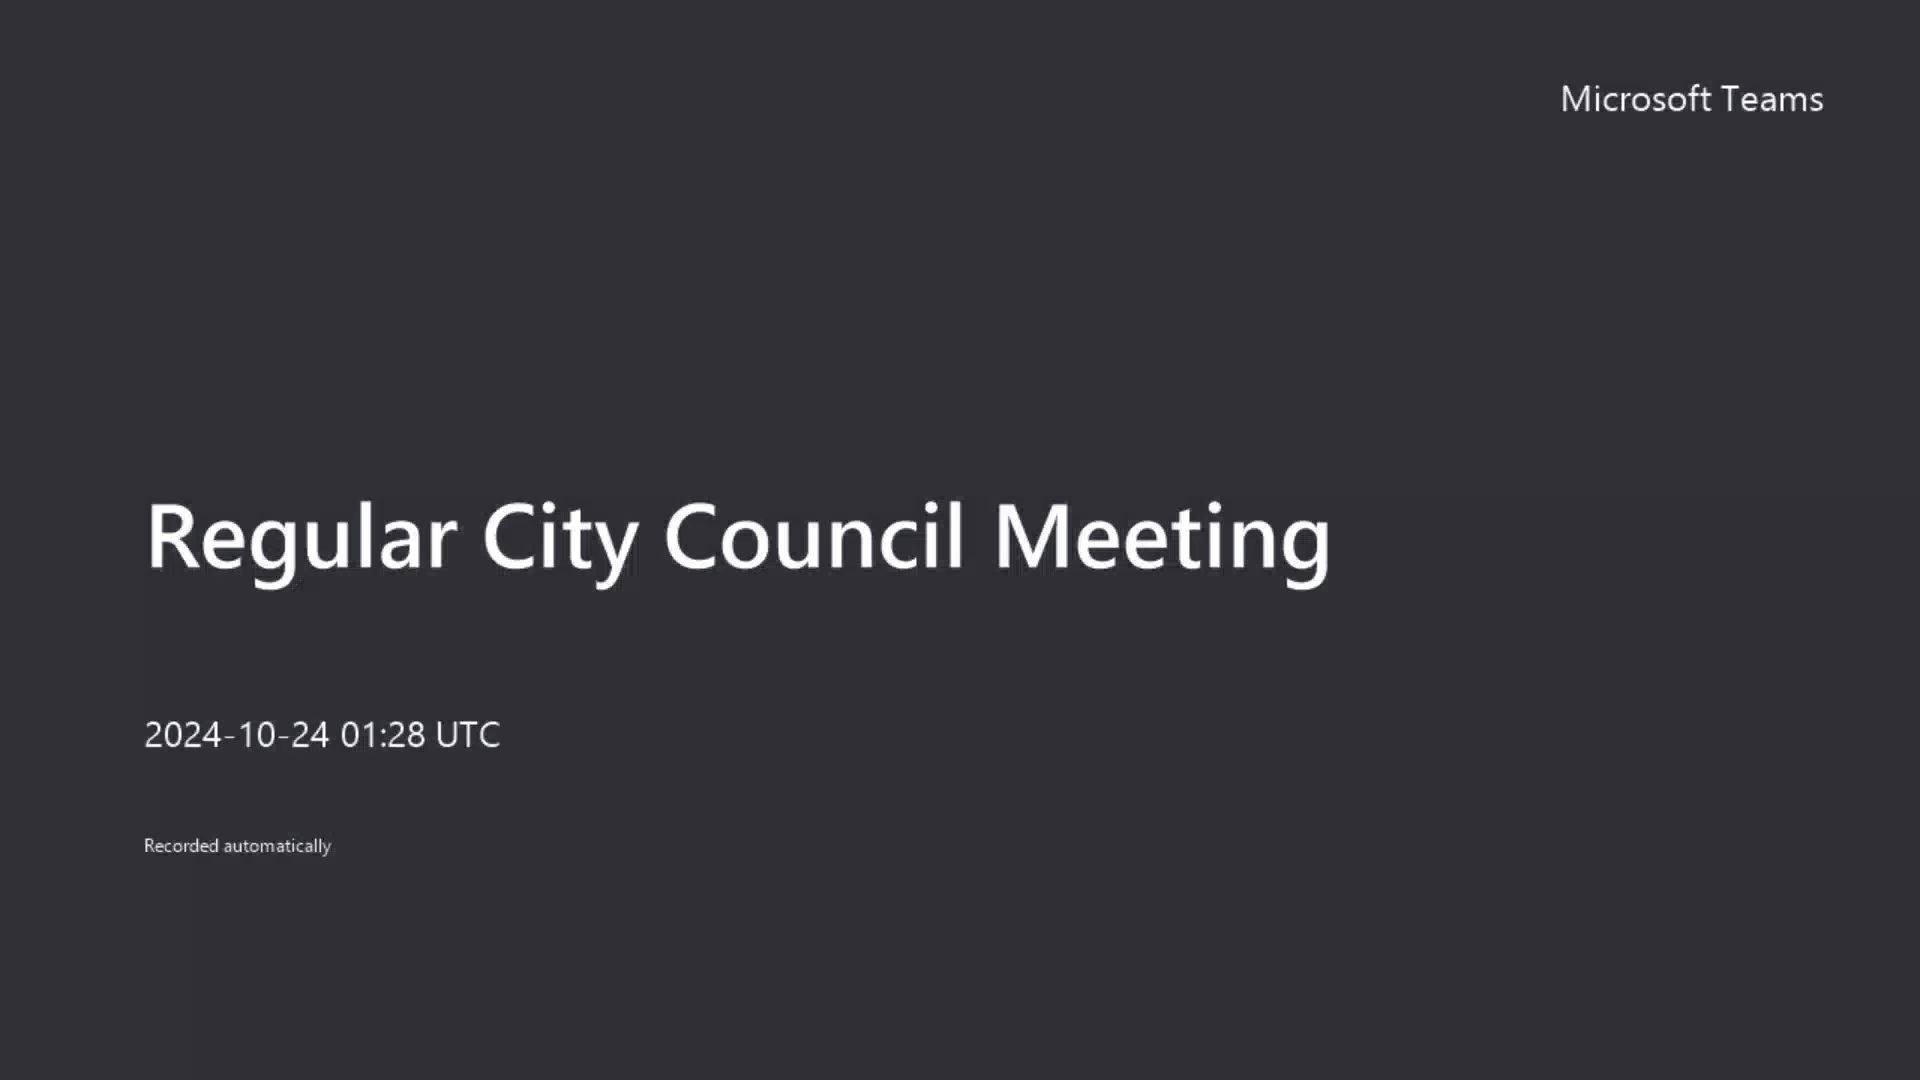 Microsoft Teams
Regular City Council Meeting
2024-10-24 01:28 UTC
Recorded automatically